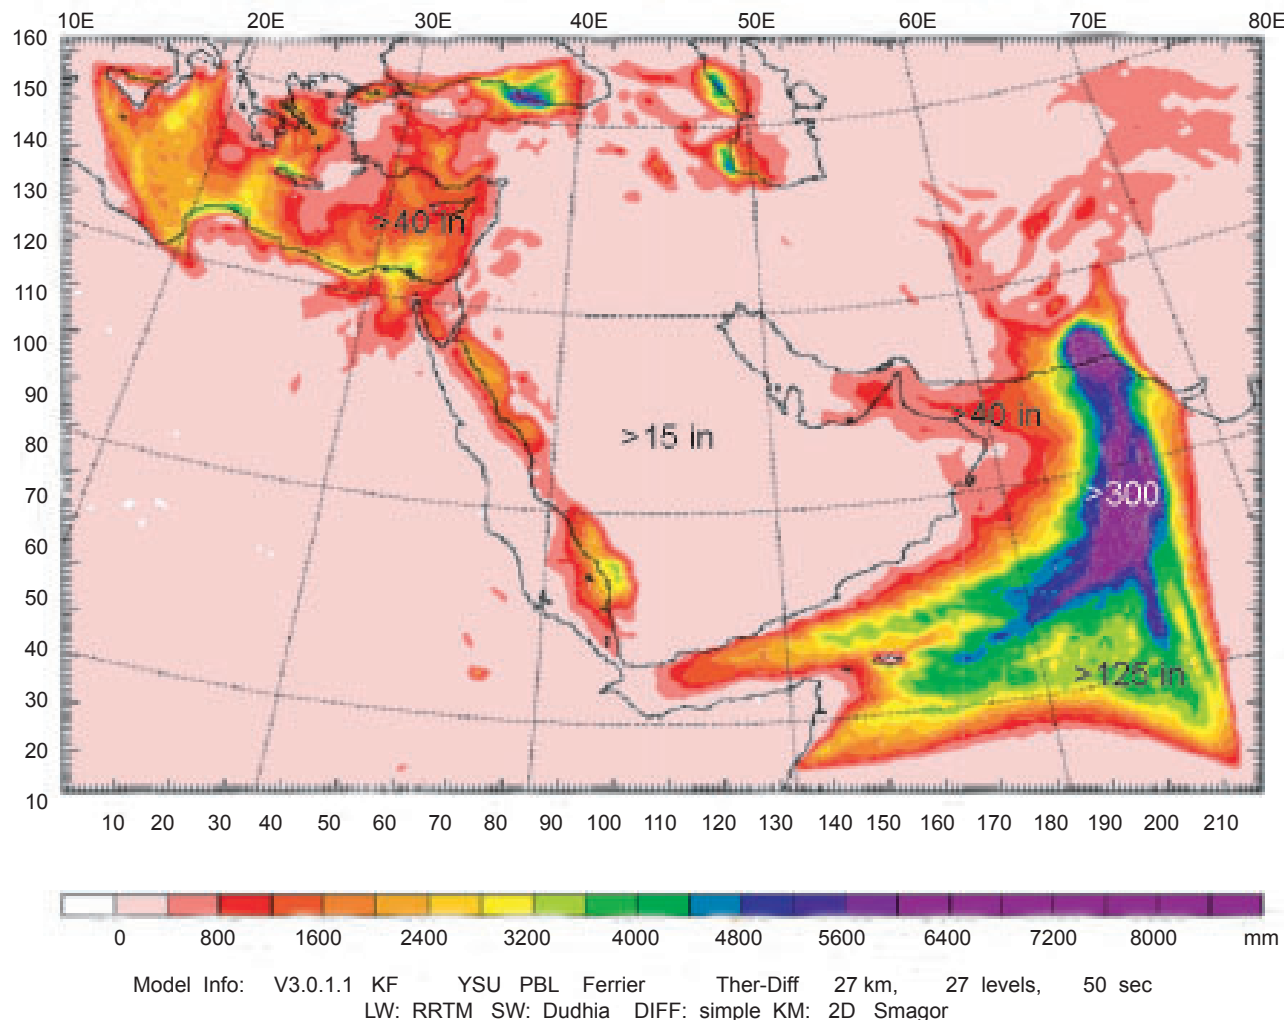 10E 20E 30E 40E 50E 60E 70E 80E
160
150
140
130
120
110
100
90
80
70
60
50
40
30
20
10
>40 in
>40 in
>15 in
>300
>125 in
10 20 30 40 50 60 70 80 90 100 110 120 130 140 150 160 170 180 190 200 210
0 800 1600 2400 3200 4000 4800 5600 6400 7200 8000 mm
Model Info: V3.0.1.1 KF YSU PBL Ferrier Ther-Diff 27 km, 27 levels, 50 sec
LW: RRTM SW: Dudhia DIFF: simple KM: 2D Smagor